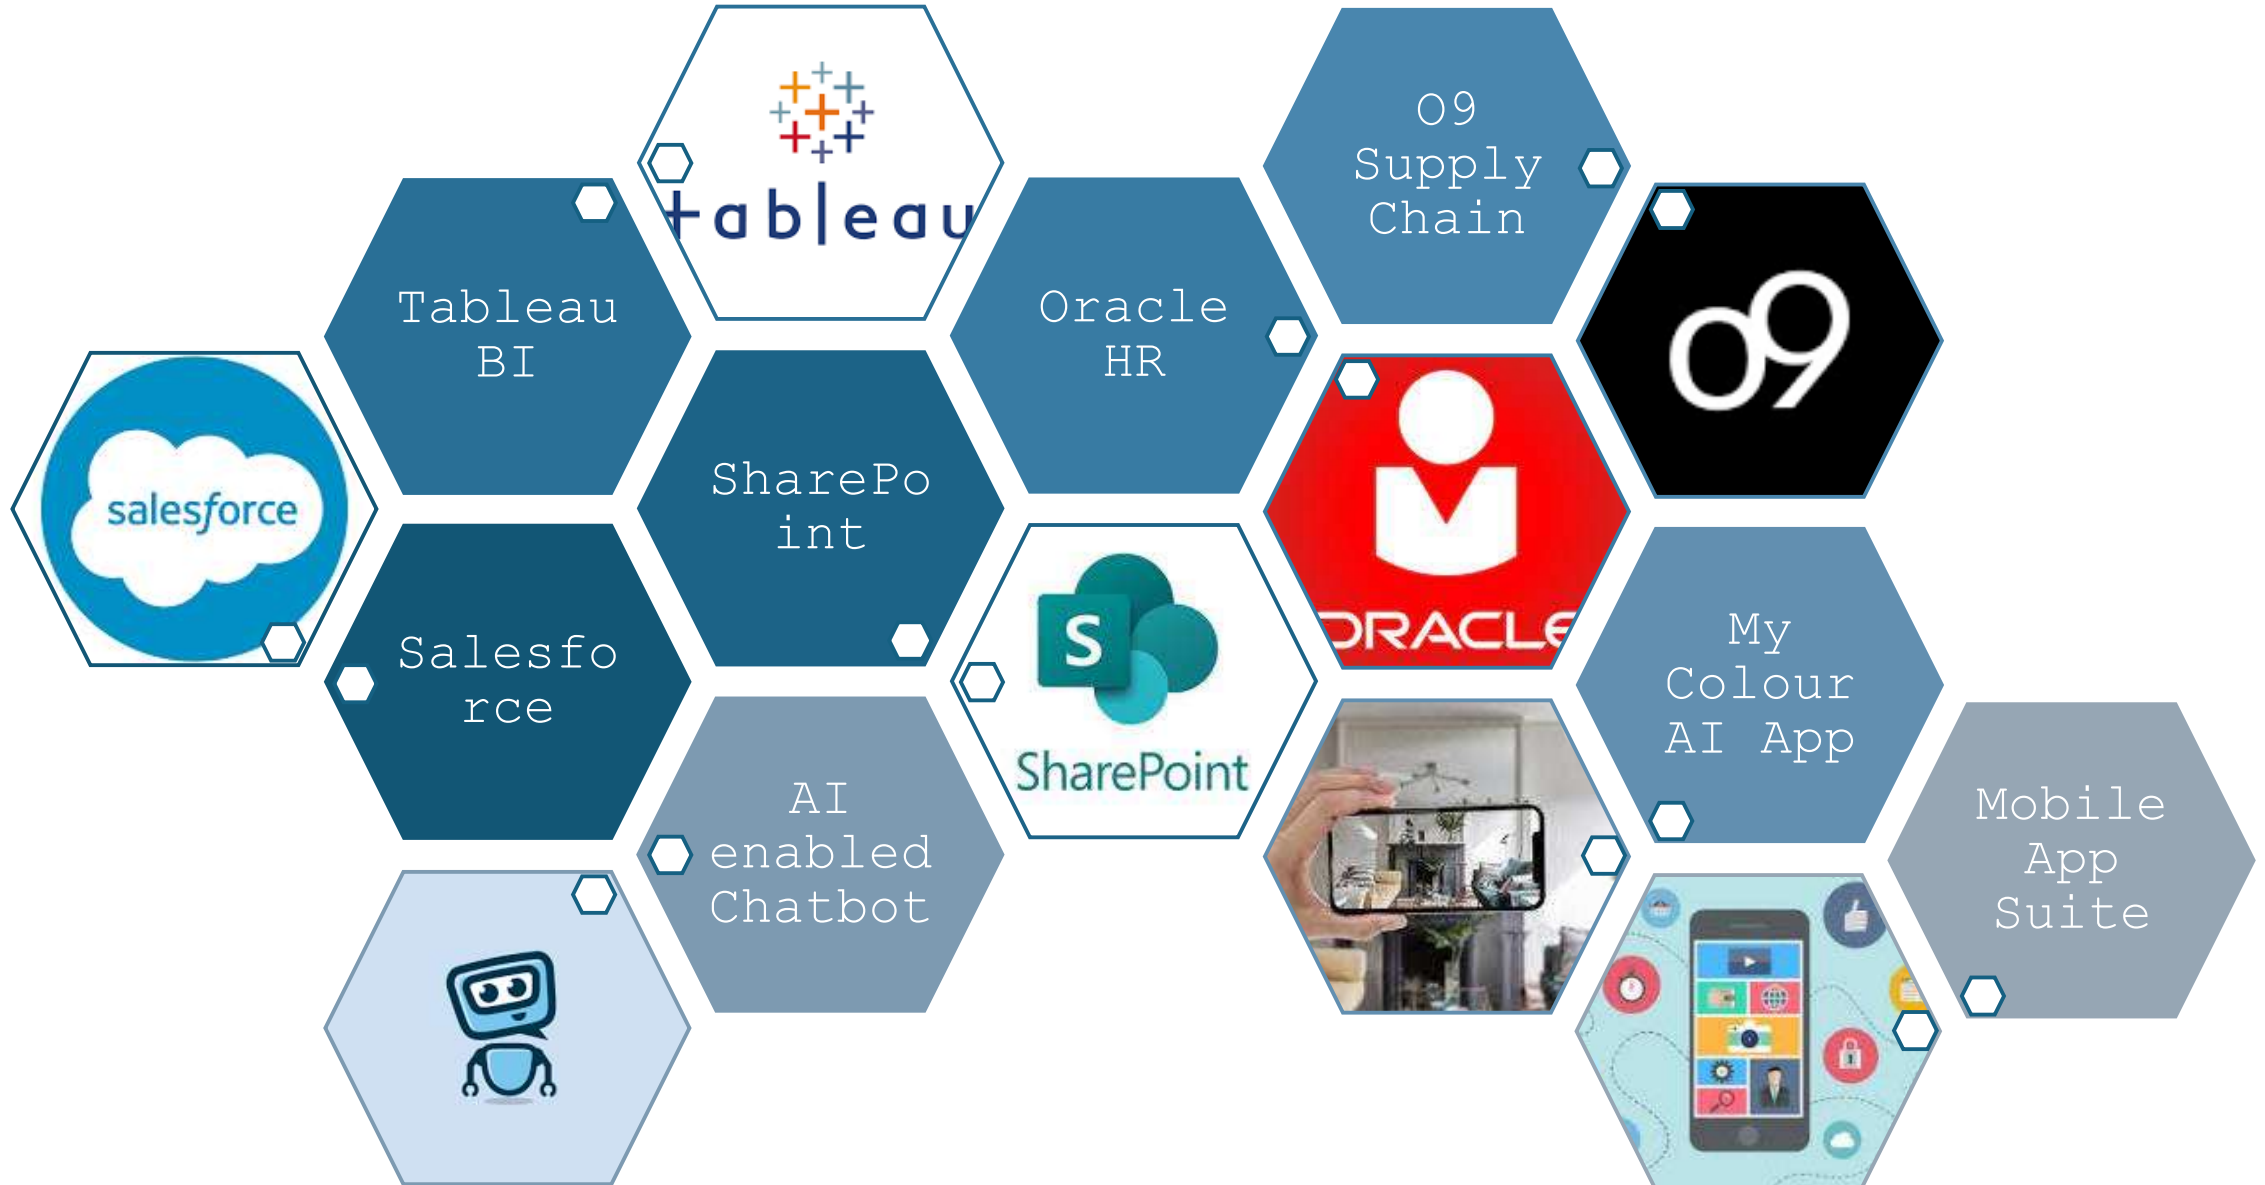 tableau
O9
Supply
Chain
Tableau
BI
Oracle
HR
o9
salesforce
SharePo
int
ORACLE
Salesfo
rce
S
SharePoint
My
Colour
AI App
AI
enabled
Chatbot
Mobile
App
Suite